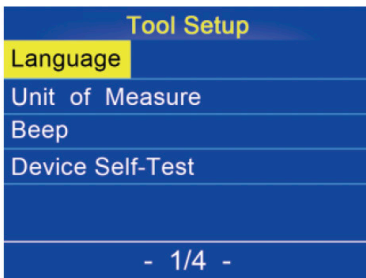 Tool Setup
Language
Unit of Measure
Beep
Device Self-Test
- 1/4 -